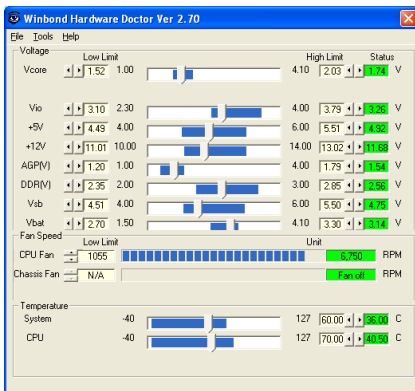 Winbond Hardware Doctor Ver 2.70
File Tools Help
Voltage
Low Limit High Limit Status
Vcore 1.52 1.00 4.10 2.03 1.74 V
Vio 3.10 2.30 4.00 3.79 3.26 V
+5V 4.49 4.00 6.00 5.51 4.92 V
+12V 11.01 10.00 14.00 13.02 11.68 V
AGP(V) 1.20 1.00 4.00 1.79 1.54 V
DDR(V) 2.35 2.00 3.00 2.85 2.56 V
Vsb 4.51 4.00 6.00 5.50 4.75 V
Vbat 2.70 1.50 4.10 3.30 3.14 V
Fan Speed
Low Limit Unit
CPU Fan 1055 6,750 RPM
Chassis Fan N/A Fan off RPM
Temperature
System -40 127 60.00 36.00 C
CPU -40 127 70.00 40.50 C